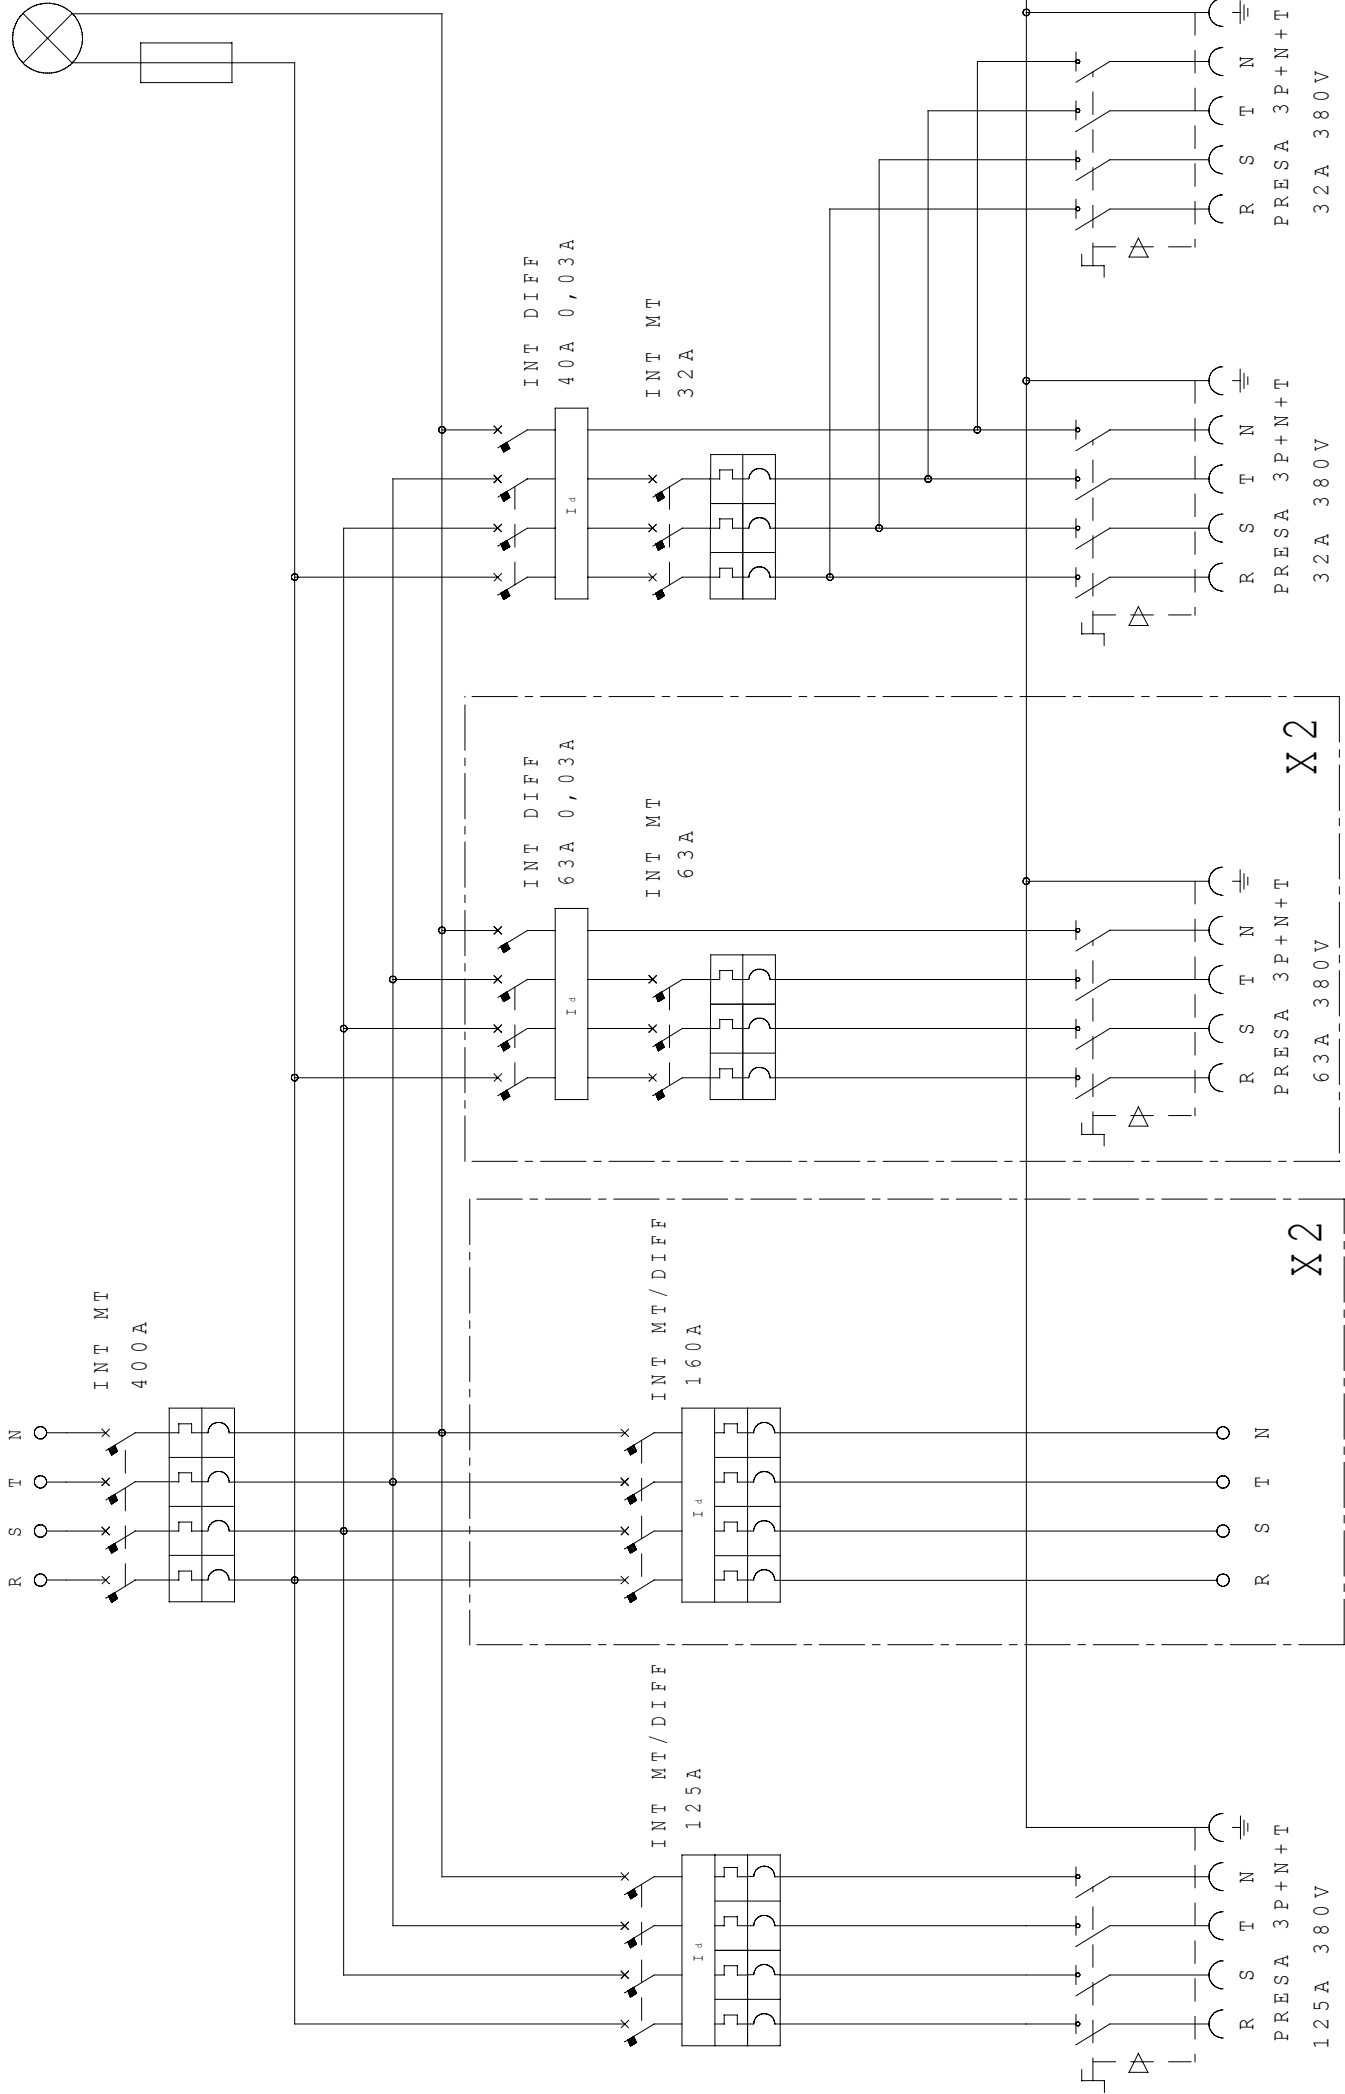 R S T N
INT MT
400A
INT MT/DIFF
125A
Id
R S T N
PRESA 3P+N+T
125A 380V
INT MT/DIFF
160A
Id
R S T N
X2
INT DIFF
63A 0,03A
Id
INT MT
63A
R S T N
PRESA 3P+N+T
63A 380V
X2
INT DIFF
40A 0,03A
Id
INT MT
32A
R S T N
PRESA 3P+N+T
32A 380V
R S T N
PRESA 3P+N+T
32A 380V